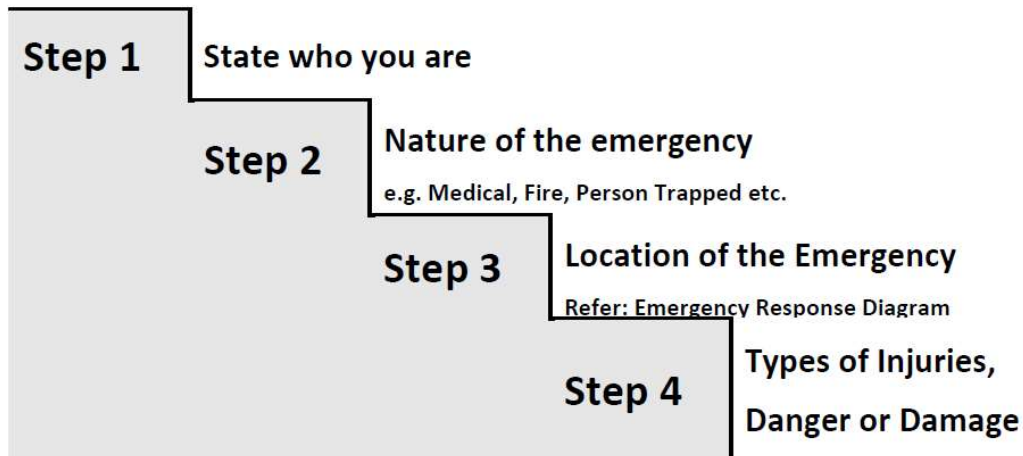 Step 1
State who you are
Step 2
Nature of the emergency
e.g. Medical, Fire, Person Trapped etc.
Step 3
Location of the Emergency
Refer: Emergency Response Diagram
Step 4
Types of Injuries,
Danger or Damage